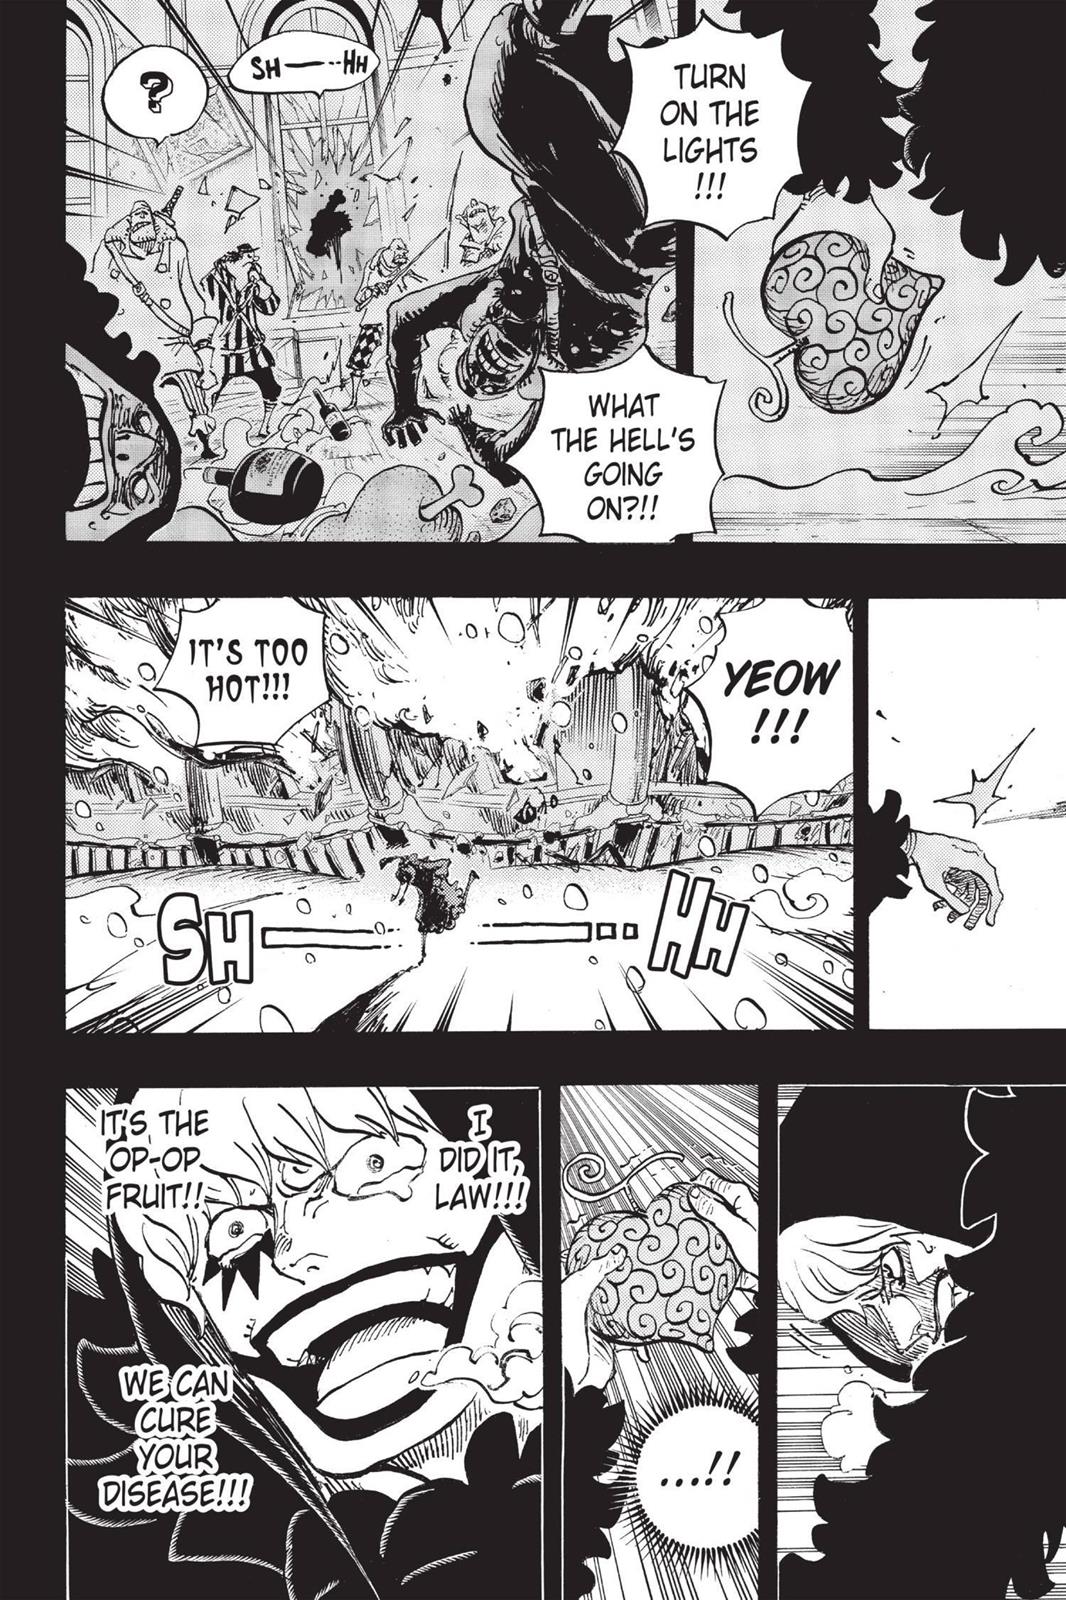 TURN
ON THE
LIGHTS
!!!
WHAT
THE HELL'S
GOING
ON?!!
SH—--HH
?
YEOW
!!!
IT'S TOO
HOT!!!
SH
HH
...!!
I
DID IT,
LAW!!!
IT'S THE
OP-OP
FRUIT!!
WE CAN
CURE
YOUR
DISEASE!!!